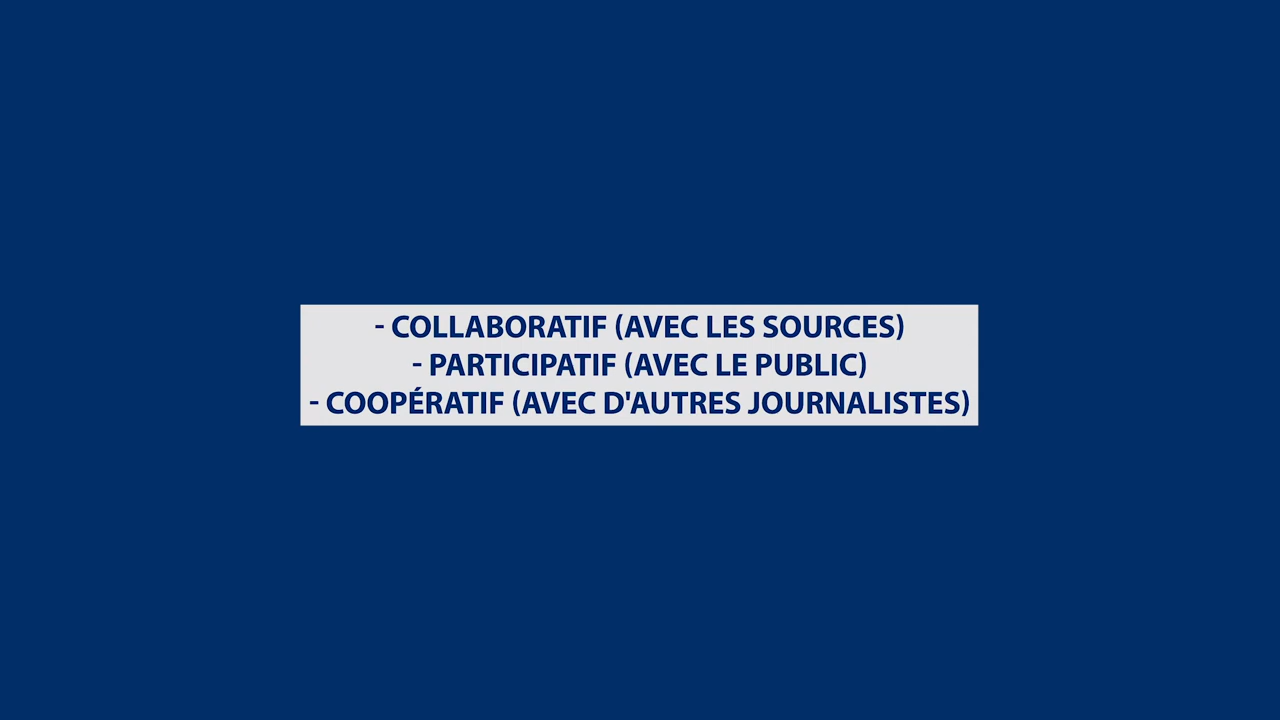 - COLLABORATIF (AVEC LES SOURCES)
- PARTICIPATIF (AVEC LE PUBLIC)
- COOPÉRATIF (AVEC D'AUTRES JOURNALISTES)